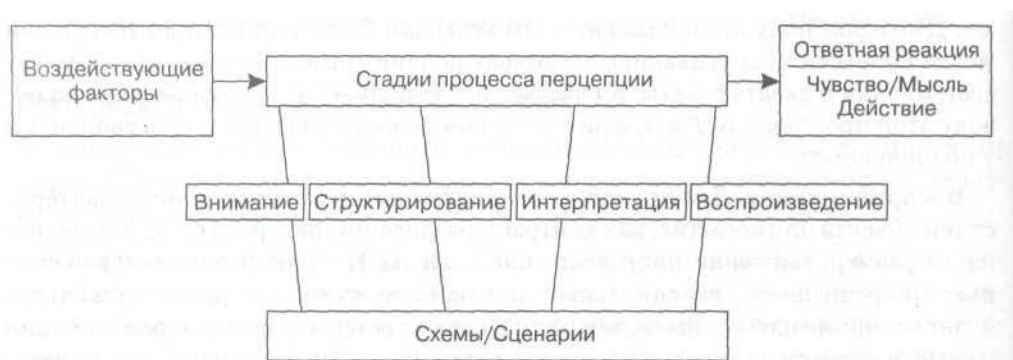 Воздействующие
факторы
Стадии процесса перцепции
Ответная реакция
Чувство/Мысль
Действие
Внимание
Структурирование
Интерпретация
Воспроизведение
Схемы/Сценарии